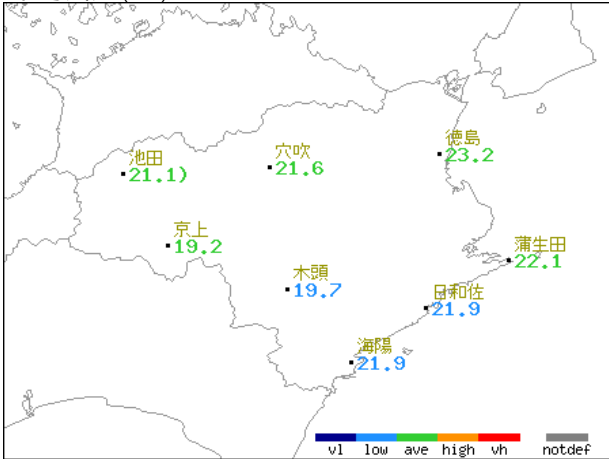 徳島
23.2
穴吹
21.6
池田
21.1)
京上
19.2
蒲生田
22.1
木頭
19.7
日和佐
21.9
海陽
21.9
vl low ave high vh notdef